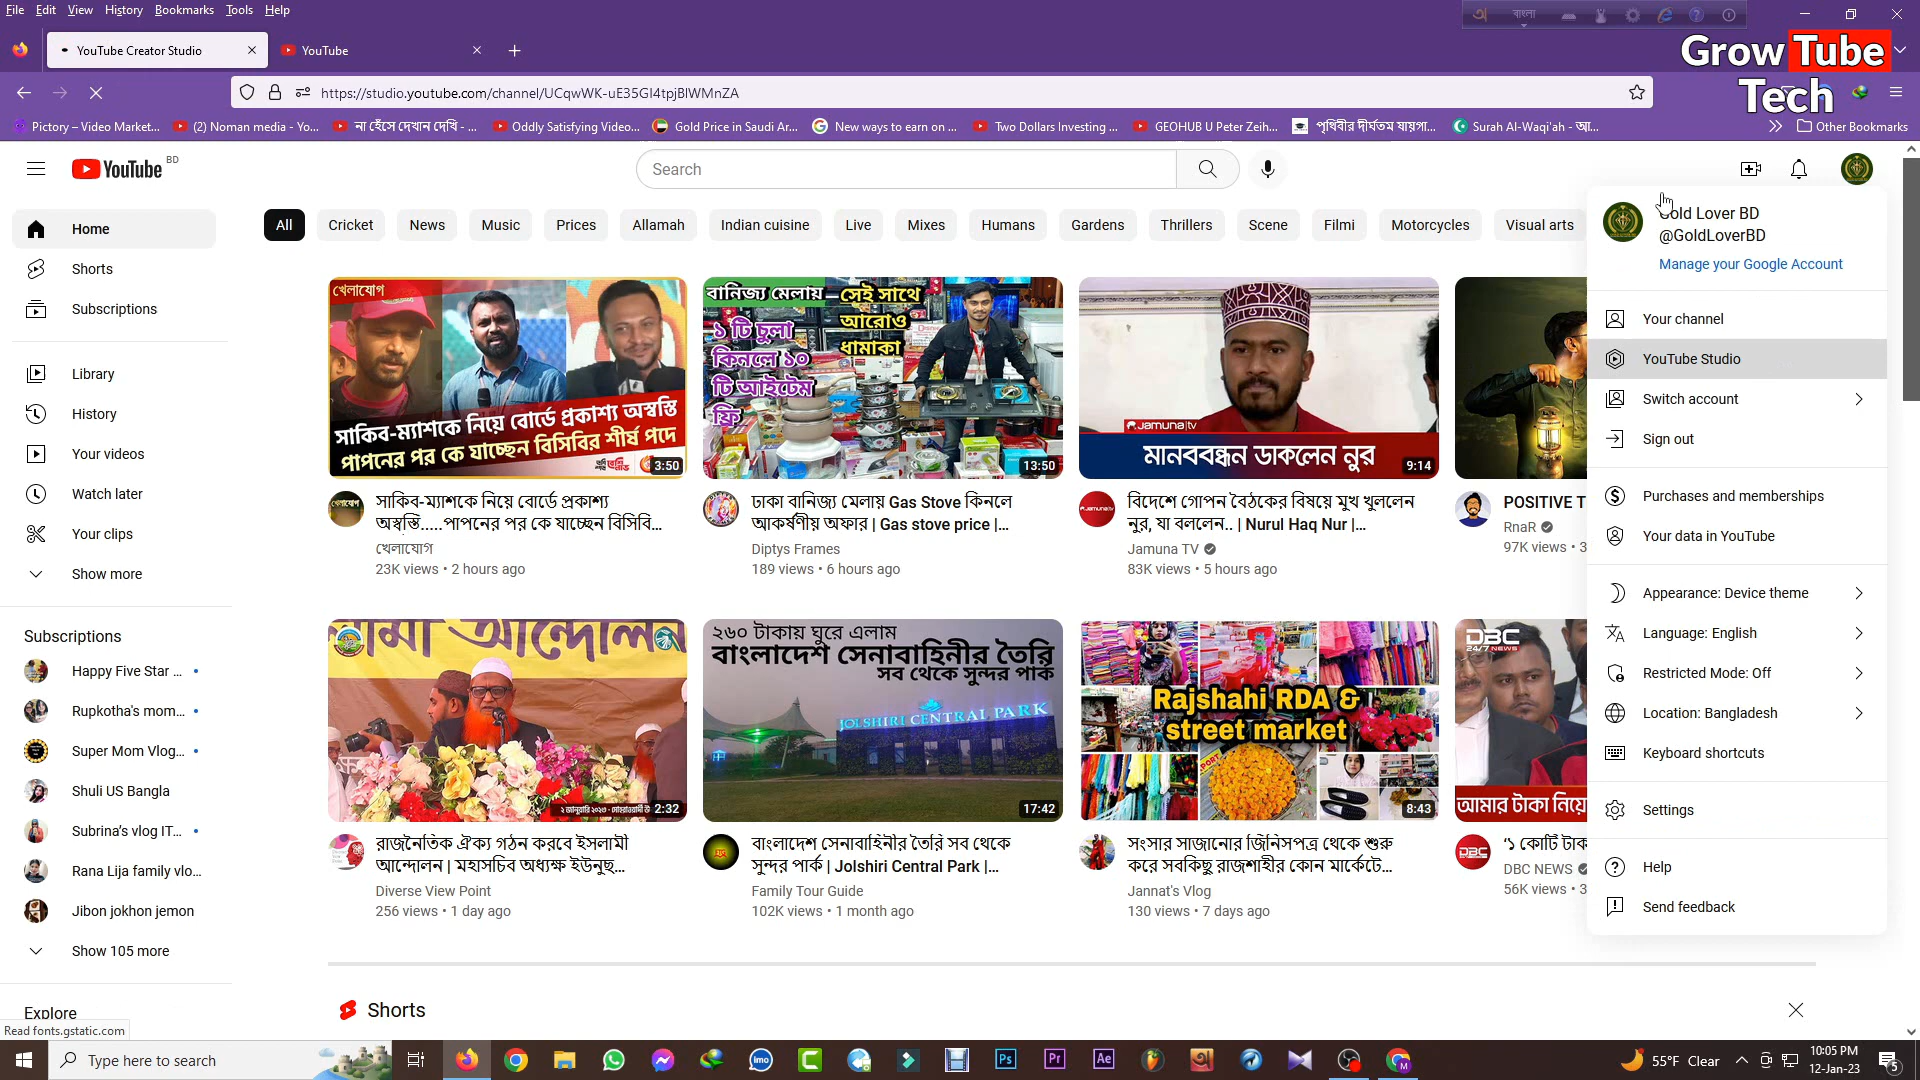 File Edit View History Bookmarks Tools Help
বাংলা
YouTube Creator Studio
YouTube
Grow Tube
Tech
https://studio.youtube.com/channel/UCqwWK-uE35GI4tpjBlWMnZA
Pictory – Video Market...
(2) Noman media - Yo...
না হেঁসে দেখান দেখি - ...
Oddly Satisfying Video...
Gold Price in Saudi Ar...
New ways to earn on ...
Two Dollars Investing ...
GEOHUB U Peter Zeih...
পৃথিবীর দীর্ঘতম যায়গা...
Surah Al-Waqi'ah - আ...
Other Bookmarks
YouTube BD
Search
All
Cricket
News
Music
Prices
Allamah
Indian cuisine
Live
Mixes
Humans
Gardens
Thrillers
Scene
Filmi
Motorcycles
Visual arts
Home
Shorts
Subscriptions
Library
History
Your videos
Watch later
Your clips
Show more
Subscriptions
Happy Five Star ...
Rupkotha's mom...
Super Mom Vlog...
Shuli US Bangla
Subrina's vlog IT...
Rana Lija family vlo...
Jibon jokhon jemon
Show 105 more
Explore
Read fonts.gstatic.com
খেলাযোগ
সাকিব-ম্যাশকে নিয়ে বোর্ডে প্রকাশ্য অস্বস্তি
পাপনের পর কে যাচ্ছেন বিসিবির শীর্ষ পদে
3:50
সাকিব-ম্যাশকে নিয়ে বোর্ডে প্রকাশ্য
অস্বস্তি.....পাপনের পর কে যাচ্ছেন বিসিবি...
খেলাযোগ
23K views • 2 hours ago
বানিজ্য মেলায়
সেই সাথে
আরোও
ধামাকা
১ টি চুলা
কিনলে ১০
টি আইটেম
ফ্রি
13:50
ঢাকা বানিজ্য মেলায় Gas Stove কিনলে
আকর্ষণীয় অফার | Gas stove price |...
Diptys Frames
189 views • 6 hours ago
Jamuna tv
মানববন্ধন ডাকলেন নুর
9:14
বিদেশে গোপন বৈঠকের বিষয়ে মুখ খুললেন
নুর, যা বললেন.. | Nurul Haq Nur |...
Jamuna TV
83K views • 5 hours ago
POSITIVE T
RnaR
97K views • 3
আন্দোলন
2:32
রাজনৈতিক ঐক্য গঠন করবে ইসলামী
আন্দোলন | মহাসচিব অধ্যক্ষ ইউনুছ...
Diverse View Point
256 views • 1 day ago
২৬০ টাকায় ঘুরে এলাম
বাংলাদেশ সেনাবাহিনীর তৈরি
সব থেকে সুন্দর পার্ক
JOLSHIRI CENTRAL PARK
17:42
বাংলাদেশ সেনাবাহিনীর তৈরি সব থেকে
সুন্দর পার্ক | Jolshiri Central Park |...
Family Tour Guide
102K views • 1 month ago
Rajshahi RDA &
street market
8:43
সংসার সাজানোর জিনিসপত্র থেকে শুরু
করে সবকিছু রাজশাহীর কোন মার্কেটে...
Jannat's Vlog
130 views • 7 days ago
DBC
24/7 NEWS
আমার টাকা নিয়ে
“১ কোটি টাক
DBC NEWS
56K views • 3
Shorts
Gold Lover BD
@GoldLoverBD
Manage your Google Account
Your channel
YouTube Studio
Switch account
Sign out
Purchases and memberships
Your data in YouTube
Appearance: Device theme
Language: English
Restricted Mode: Off
Location: Bangladesh
Keyboard shortcuts
Settings
Help
Send feedback
Type here to search
55°F Clear
10:05 PM
12-Jan-23
5